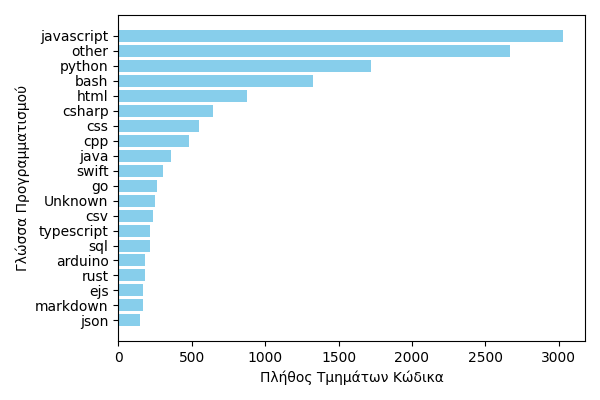 javascript
other
python
bash
html
csharp
css
cpp
java
swift
go
Unknown
csv
typescript
sql
arduino
rust
ejs
markdown
json
Γλώσσα Προγραμματισμού
0 500 1000 1500 2000 2500 3000
Πλήθος Τμημάτων Κώδικα